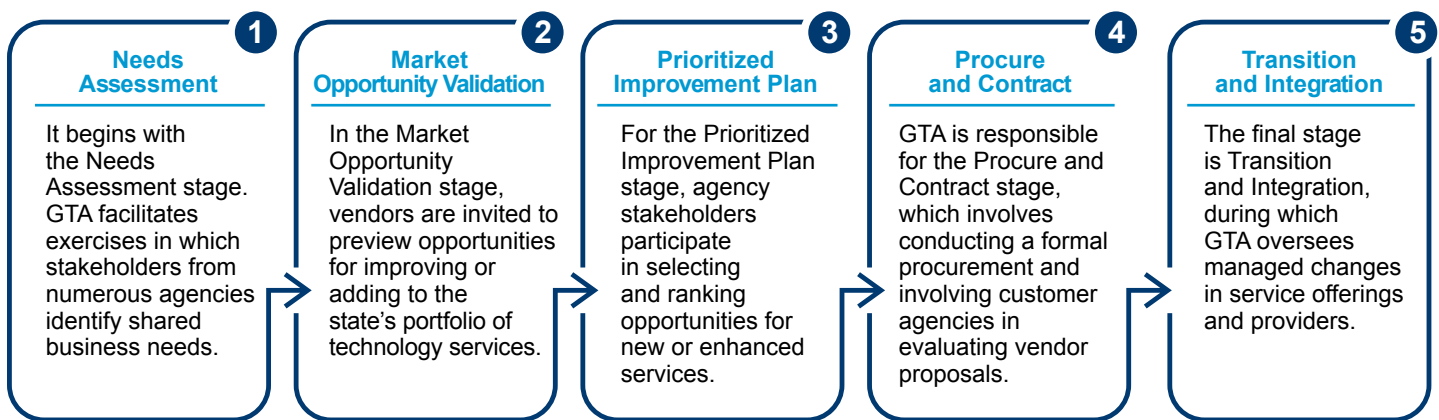 1
Needs
Assessment
It begins with
the Needs
Assessment stage.
GTA facilitates
exercises in which
stakeholders from
numerous agencies
identify shared
business needs.
2
Market
Opportunity Validation
In the Market
Opportunity
Validation stage,
vendors are invited to
preview opportunities
for improving or
adding to the
state’s portfolio of
technology services.
3
Prioritized
Improvement Plan
For the Prioritized
Improvement Plan
stage, agency
stakeholders
participate
in selecting
and ranking
opportunities for
new or enhanced
services.
4
Procure
and Contract
GTA is responsible
for the Procure and
Contract stage,
which involves
conducting a formal
procurement and
involving customer
agencies in
evaluating vendor
proposals.
5
Transition
and Integration
The final stage
is Transition
and Integration,
during which
GTA oversees
managed changes
in service offerings
and providers.